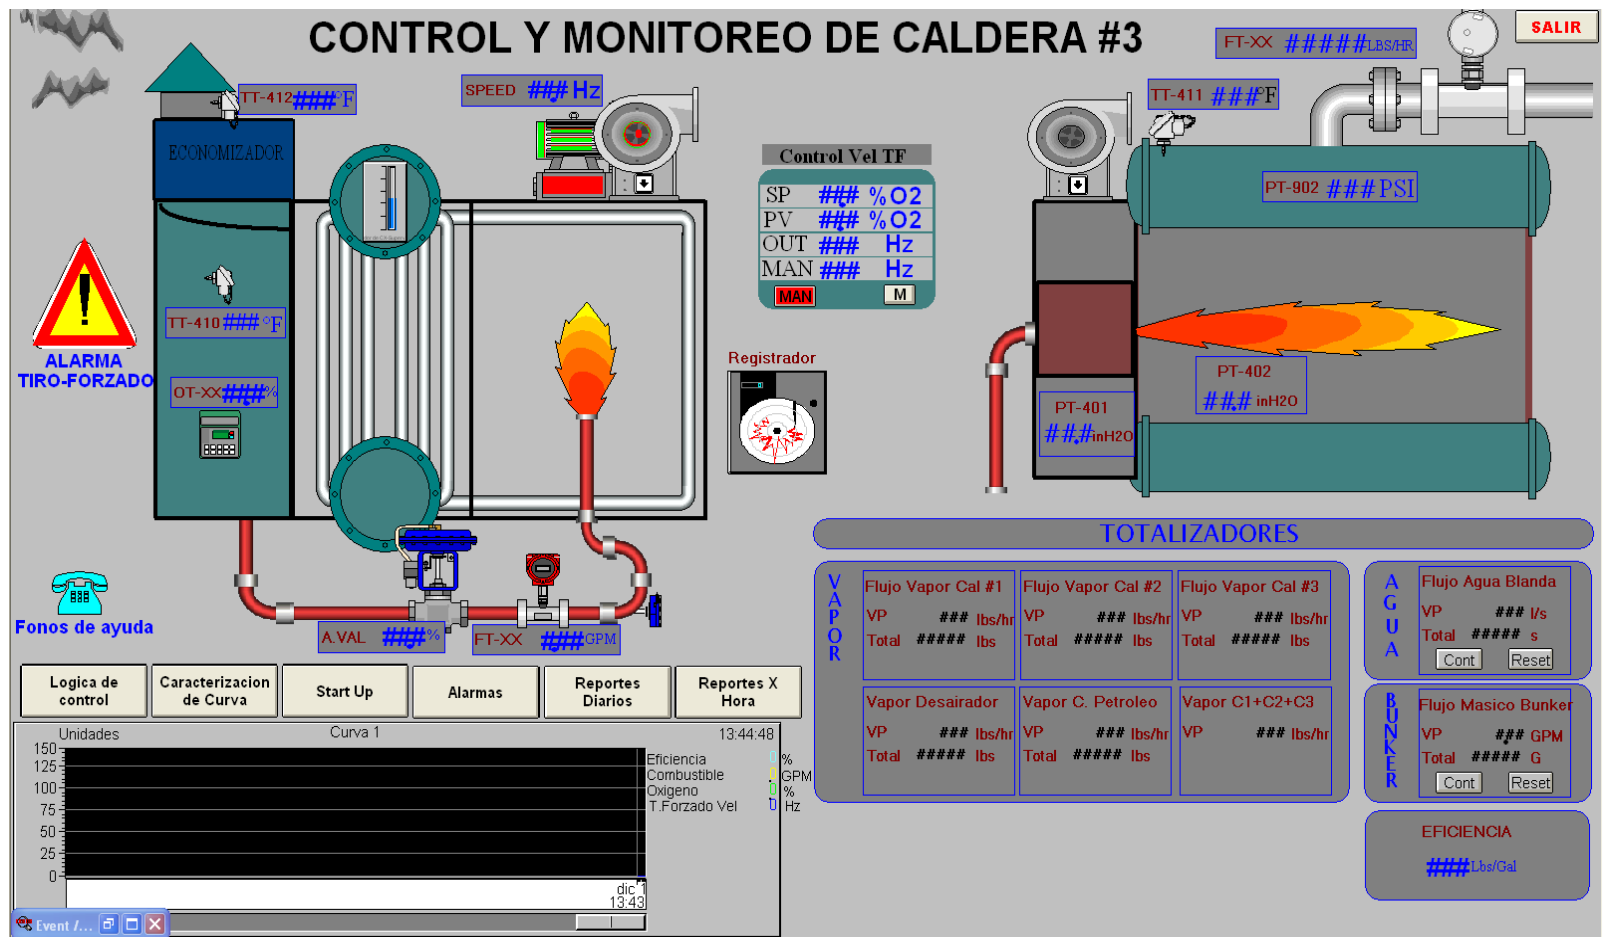 CONTROL Y MONITOREO DE CALDERA #3
SALIR
FT-XX #####LBS/HR
TT-412 ###°F
SPEED ##.# Hz
TT-411 ###°F
ECONOMIZADOR
Control Vel TF
SP ##.# %O2
PV ##.# %O2
OUT ### Hz
MAN ### Hz
MAN
M
PT-902 ### PSI
TT-410 ### °F
ALARMA
TIRO-FORZADO
OT-XX ##.#%
Registrador
PT-402
##.# inH2O
PT-401
##.#inH2O
Fonos de ayuda
A.VAL ##.#%
FT-XX ##.##GPM
TOTALIZADORES
VAPOR
Flujo Vapor Cal #1
VP ### lbs/hr
Total ##### lbs
Flujo Vapor Cal #2
VP ### lbs/hr
Total ##### lbs
Flujo Vapor Cal #3
VP ### lbs/hr
Total ##### lbs
Vapor Desairador
VP ### lbs/hr
Total ##### lbs
Vapor C. Petroleo
VP ### lbs/hr
Total ##### lbs
Vapor C1+C2+C3
VP ### lbs/hr
AGUA
Flujo Agua Blanda
VP ### l/s
Total ##### s
Cont
Reset
BUNKER
Flujo Masico Bunker
VP ##.# GPM
Total ##### G
Cont
Reset
EFICIENCIA
###Lbs/Gal
Logica de control
Caracterizacion de Curva
Start Up
Alarmas
Reportes Diarios
Reportes X Hora
Unidades
Curva 1
13:44:48
150
125
100
75
50
25
0
Eficiencia %
Combustible GPM
Oxigeno %
T.Forzado Vel Hz
dic 1
13:43
Event /...